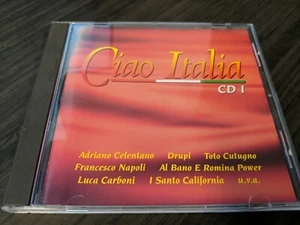 Ciao Italia
CD 1
Adriano Celentano Drupi Toto Cutugno
Francesco Napoli Al Bano E Romina Power
Luca Carboni I Santo California u.v.a.